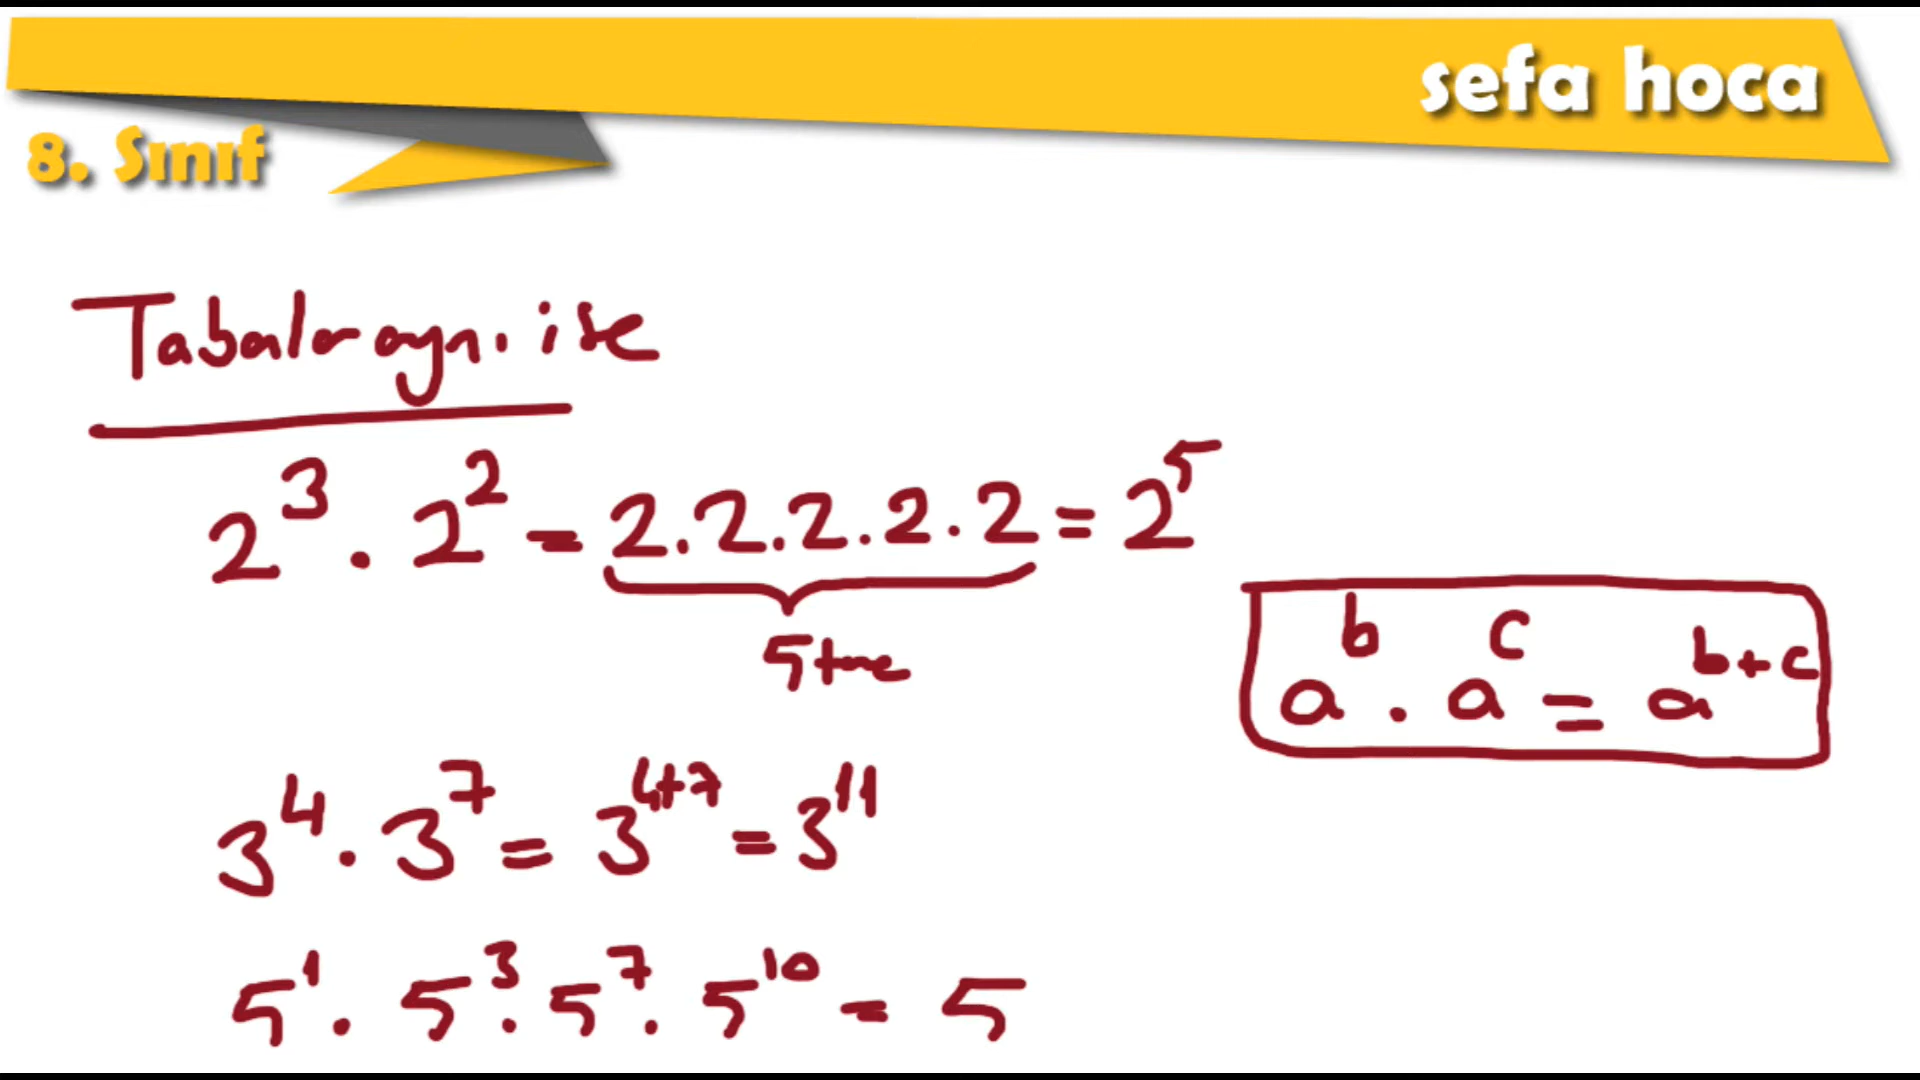 sefa hoca
8. Sınıf
Tabalar aynı ise
2³ . 2² = 2.2.2.2.2 = 2⁵
5 tane
aᵇ . aᶜ = aᵇ⁺ᶜ
3⁴ . 3⁷ = 3⁴⁺⁷ = 3¹¹
5¹ . 5³ . 5⁷ . 5¹⁰ = 5